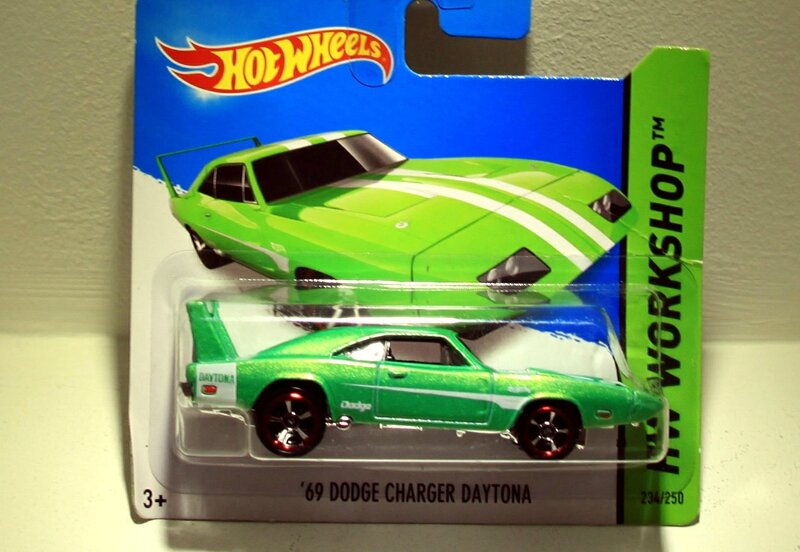 HOT WHEELS
HW WORKSHOP™
DAYTONA
Dodge
'69 DODGE CHARGER DAYTONA
3+
234/250